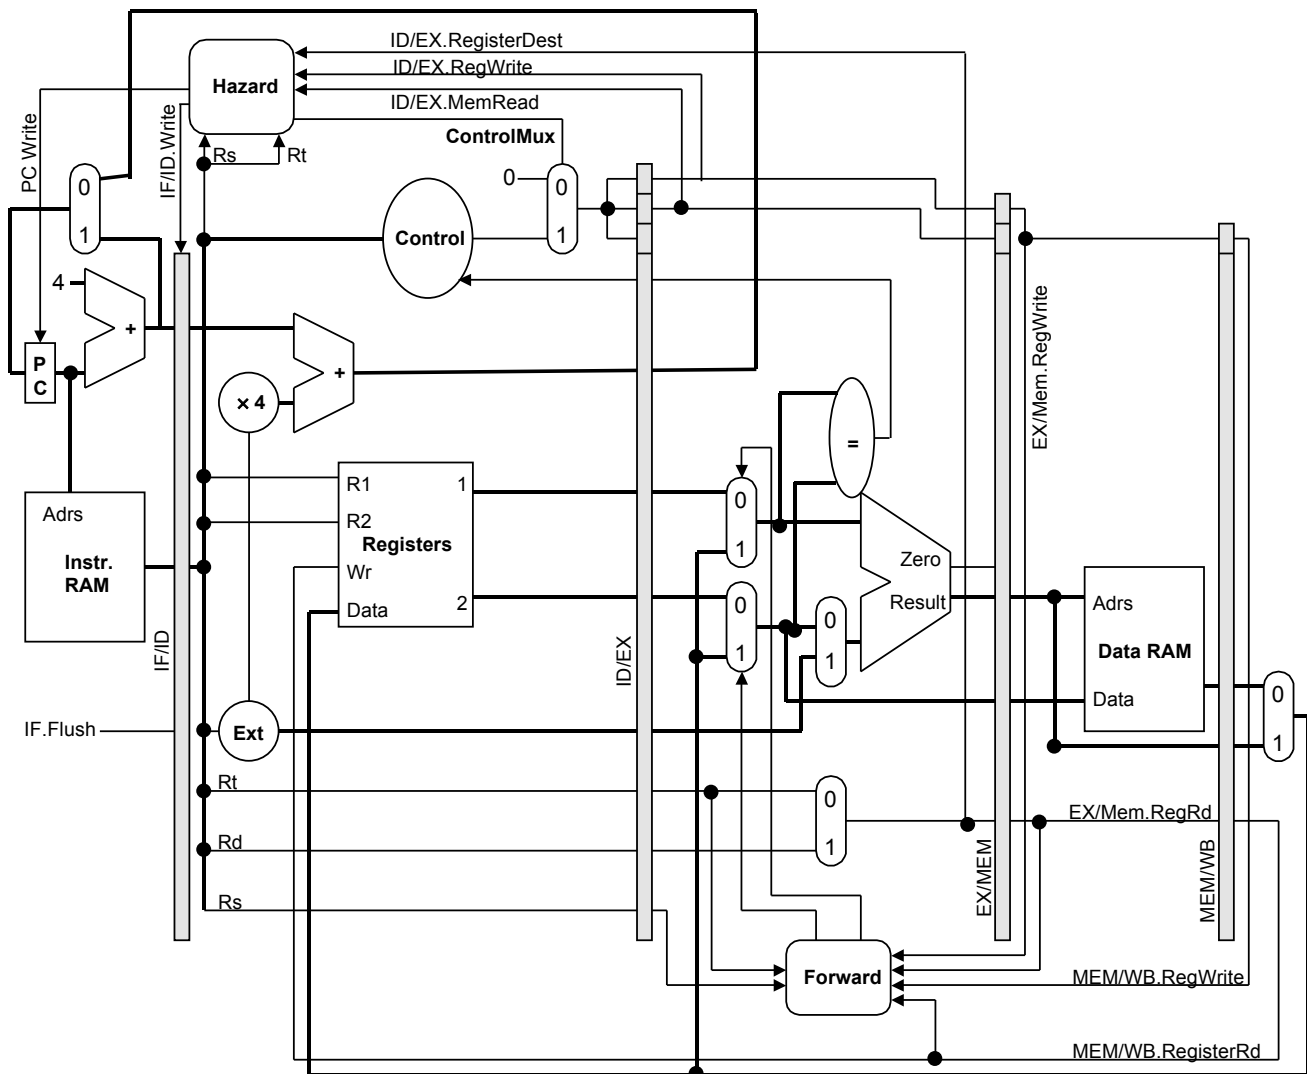 ID/EX.RegisterDest
ID/EX.RegWrite
Hazard
ID/EX.MemRead
ControlMux
PC Write
IF/ID.Write
Rs
Rt
0
0
1
0
1
Control
4
+
P
C
+
× 4
=
EX/Mem.RegWrite
Adrs
Instr.
RAM
R1
1
R2
Registers
Wr
2
Data
0
1
0
1
0
1
Zero
Result
Adrs
Data RAM
Data
0
1
IF/ID
ID/EX
IF.Flush
Ext
Rt
Rd
Rs
0
1
EX/Mem.RegRd
EX/MEM
MEM/WB
Forward
MEM/WB.RegWrite
MEM/WB.RegisterRd